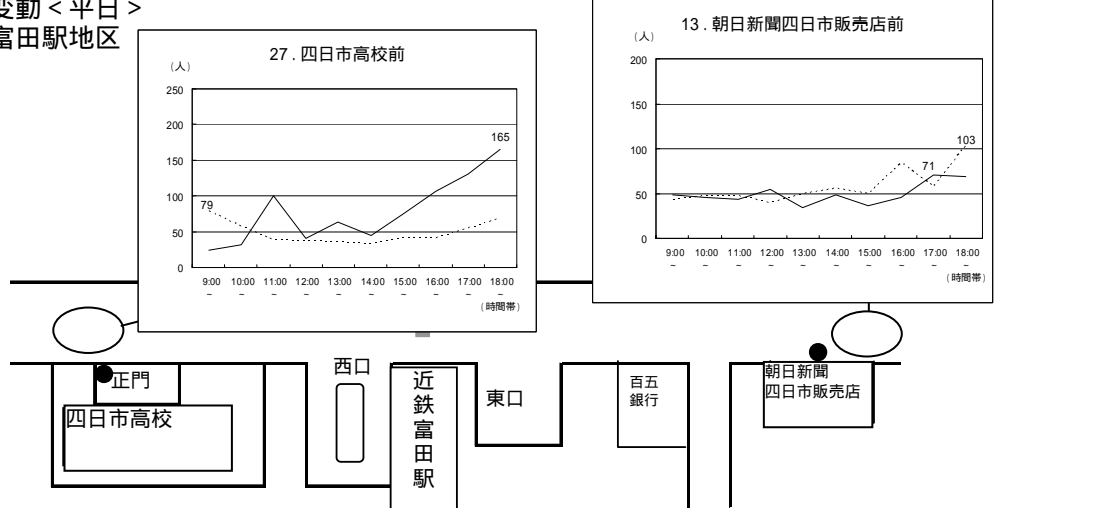 変動＜平日＞
富田駅地区
27．四日市高校前
（人）
250
200
150
100
50
0
79
165
9:00 10:00 11:00 12:00 13:00 14:00 15:00 16:00 17:00 18:00
~ ~ ~ ~ ~ ~ ~ ~ ~ ~
（時間帯）
13．朝日新聞四日市販売店前
（人）
200
150
100
50
0
71
103
9:00 10:00 11:00 12:00 13:00 14:00 15:00 16:00 17:00 18:00
~ ~ ~ ~ ~ ~ ~ ~ ~ ~
（時間帯）
正門
四日市高校
西口
近鉄富田駅
東口
百五
銀行
朝日新聞
四日市販売店